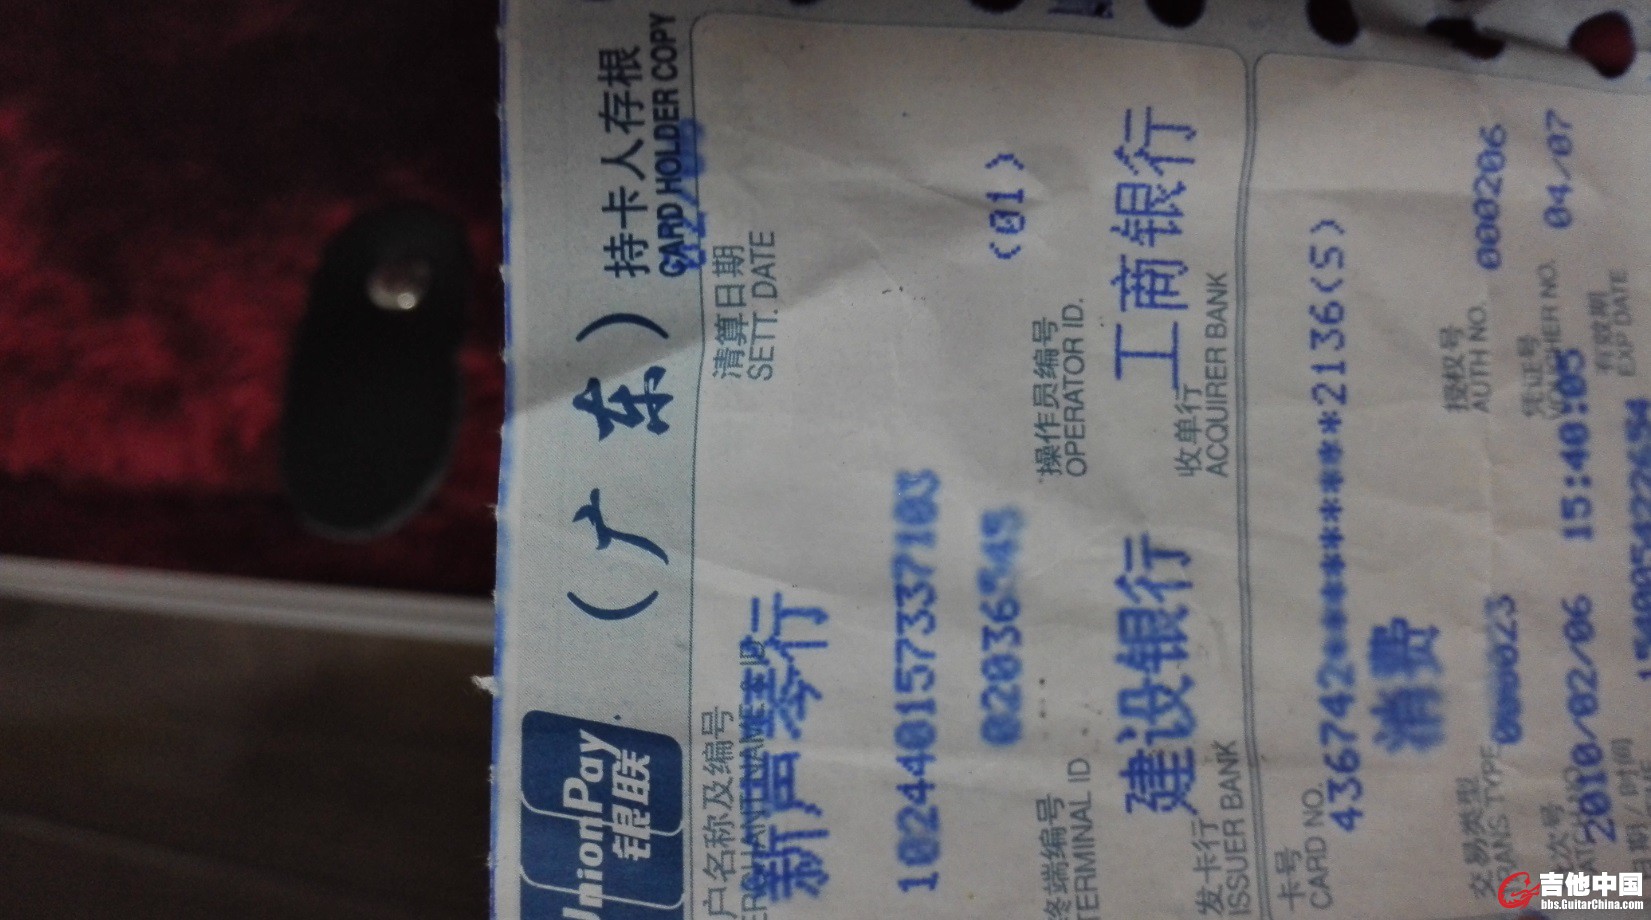 UnionPay
银联
(广东)
持卡人存根
CARD HOLDER COPY
户名称及编号
清算日期
SETT. DATE
新声琴行
102440157337103
02036545
(01)
终端编号
TERMINAL ID
操作员编号
OPERATOR ID.
建设银行
工商银行
发卡行
ISSUER BANK
收单行
ACQUIRER BANK
卡号
CARD NO.
436742*********2136(S)
消费
交易类型
TRANS TYPE
授权号
AUTH NO.
000023
000206
次号
凭证号
VOUCHER NO.
2010/02/06 15:40:05
04/07
有效期
EXP DATE
吉他中国
bbs.GuitarChina.com